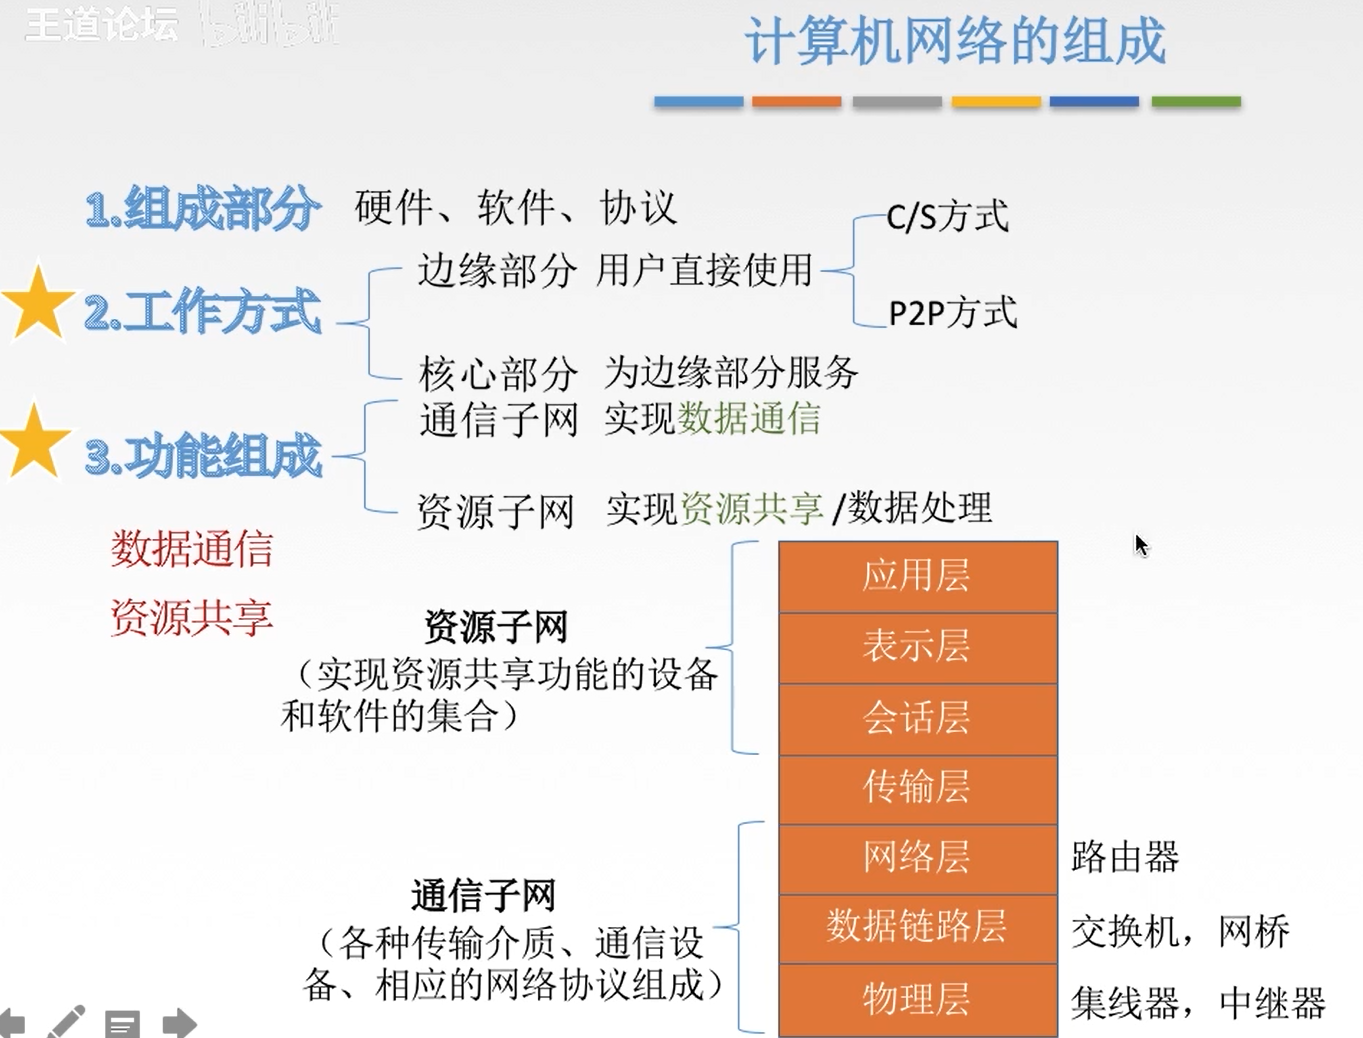 王道论坛 bilibili
计算机网络的组成
1.组成部分 硬件、软件、协议
C/S方式
边缘部分 用户直接使用
2.工作方式
P2P方式
核心部分 为边缘部分服务
通信子网 实现数据通信
3.功能组成
资源子网 实现资源共享/数据处理
数据通信
资源共享
资源子网
（实现资源共享功能的设备
和软件的集合）
应用层
表示层
会话层
传输层
网络层 路由器
通信子网
（各种传输介质、通信设
备、相应的网络协议组成）
数据链路层 交换机，网桥
物理层 集线器，中继器